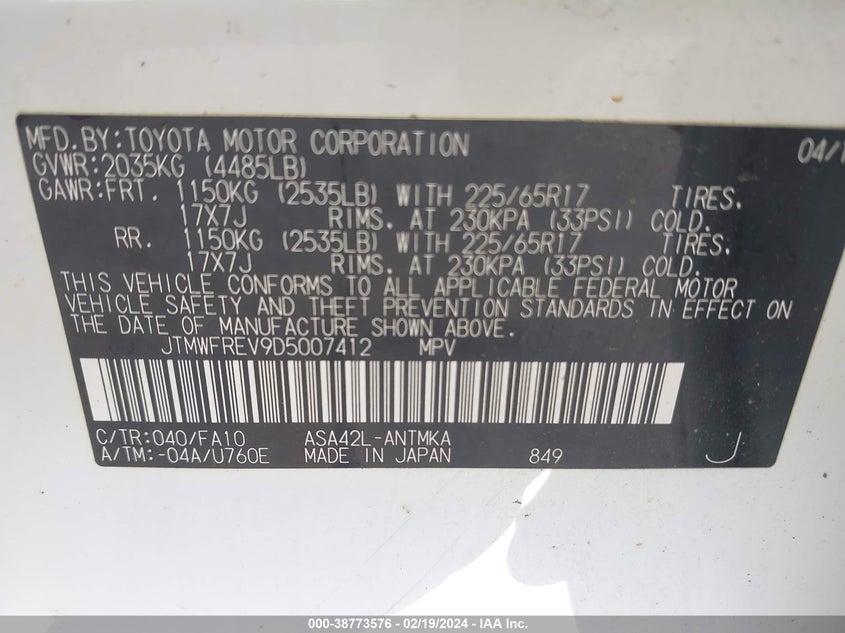 MFD.BY:TOYOTA MOTOR CORPORATION 04/1
GVWR:2035KG (4485LB)
GAWR:FRT. 1150KG (2535LB) WITH 225/65R17 TIRES.
17X7J RIMS. AT 230KPA (33PSI) COLD.
RR. 1150KG (2535LB) WITH 225/65R17 TIRES.
17X7J RIMS. AT 230KPA (33PSI) COLD.
THIS VEHICLE CONFORMS TO ALL APPLICABLE FEDERAL MOTOR
VEHICLE SAFETY AND THEFT PREVENTION STANDARDS IN EFFECT ON
THE DATE OF MANUFACTURE SHOWN ABOVE.
JTMWFREV9D5007412 MPV
C/TR:040/FA10 ASA42L-ANTMKA
A/TM:-04A/U760E MADE IN JAPAN 849 J
000-38773576 - 02/19/2024 - IAA Inc.